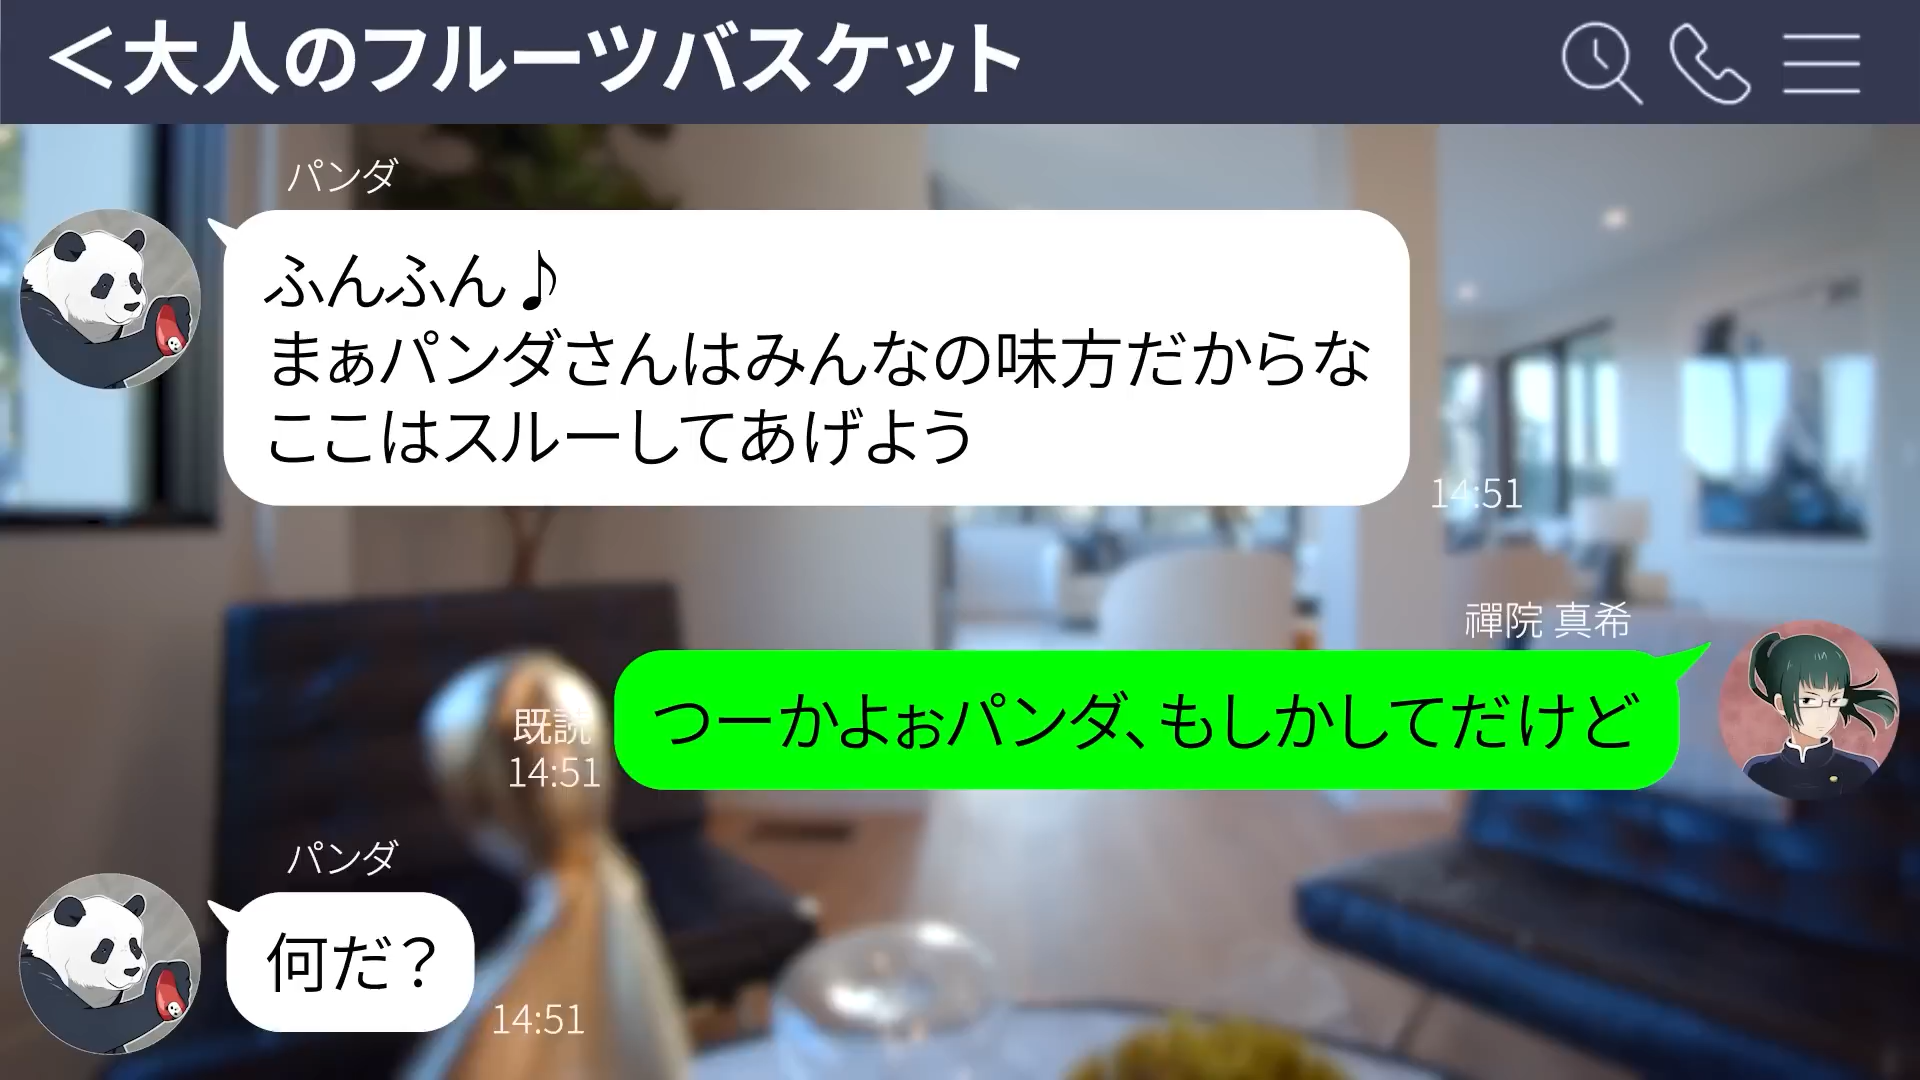 ＜大人のフルーツバスケット
パンダ
ふんふん♪
まぁパンダさんはみんなの味方だからな
ここはスルーしてあげよう
14:51
禪院 真希
つーかよぉパンダ、もしかしてだけど
既読
14:51
パンダ
何だ？
14:51